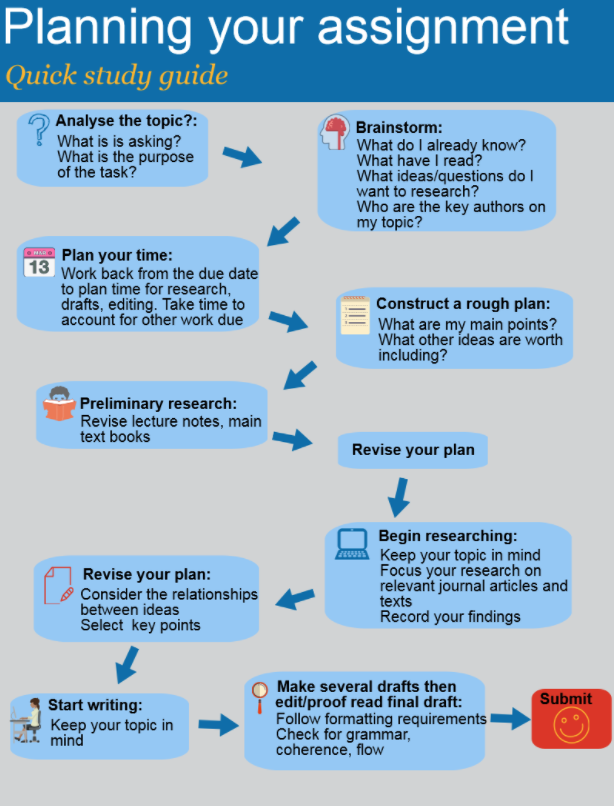 Planning your assignment
Quick study guide
Analyse the topic?:
What is is asking?
What is the purpose
of the task?
Brainstorm:
What do I already know?
What have I read?
What ideas/questions do I
want to research?
Who are the key authors on
my topic?
Plan your time:
Work back from the due date
to plan time for research,
drafts, editing. Take time to
account for other work due
13
Construct a rough plan:
What are my main points?
What other ideas are worth
including?
Preliminary research:
Revise lecture notes, main
text books
Revise your plan
Begin researching:
Keep your topic in mind
Focus your research on
relevant journal articles and
texts
Record your findings
Revise your plan:
Consider the relationships
between ideas
Select key points
Start writing:
Keep your topic in
mind
Make several drafts then
edit/proof read final draft:
Follow formatting requirements
Check for grammar,
coherence, flow
Submit